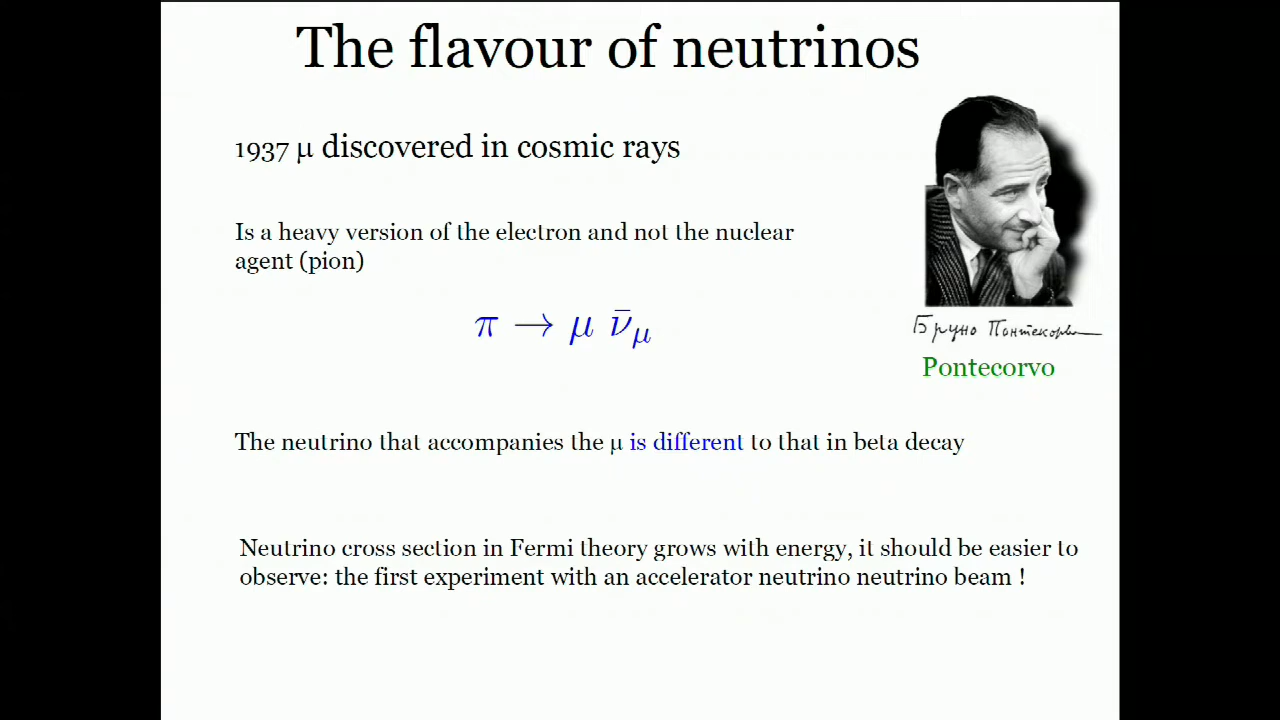 The flavour of neutrinos
1937 μ discovered in cosmic rays
Is a heavy version of the electron and not the nuclear
agent (pion)
π → μ ν̄μ
Бруно Понтекорво
Pontecorvo
The neutrino that accompanies the μ is different to that in beta decay
Neutrino cross section in Fermi theory grows with energy, it should be easier to
observe: the first experiment with an accelerator neutrino neutrino beam !